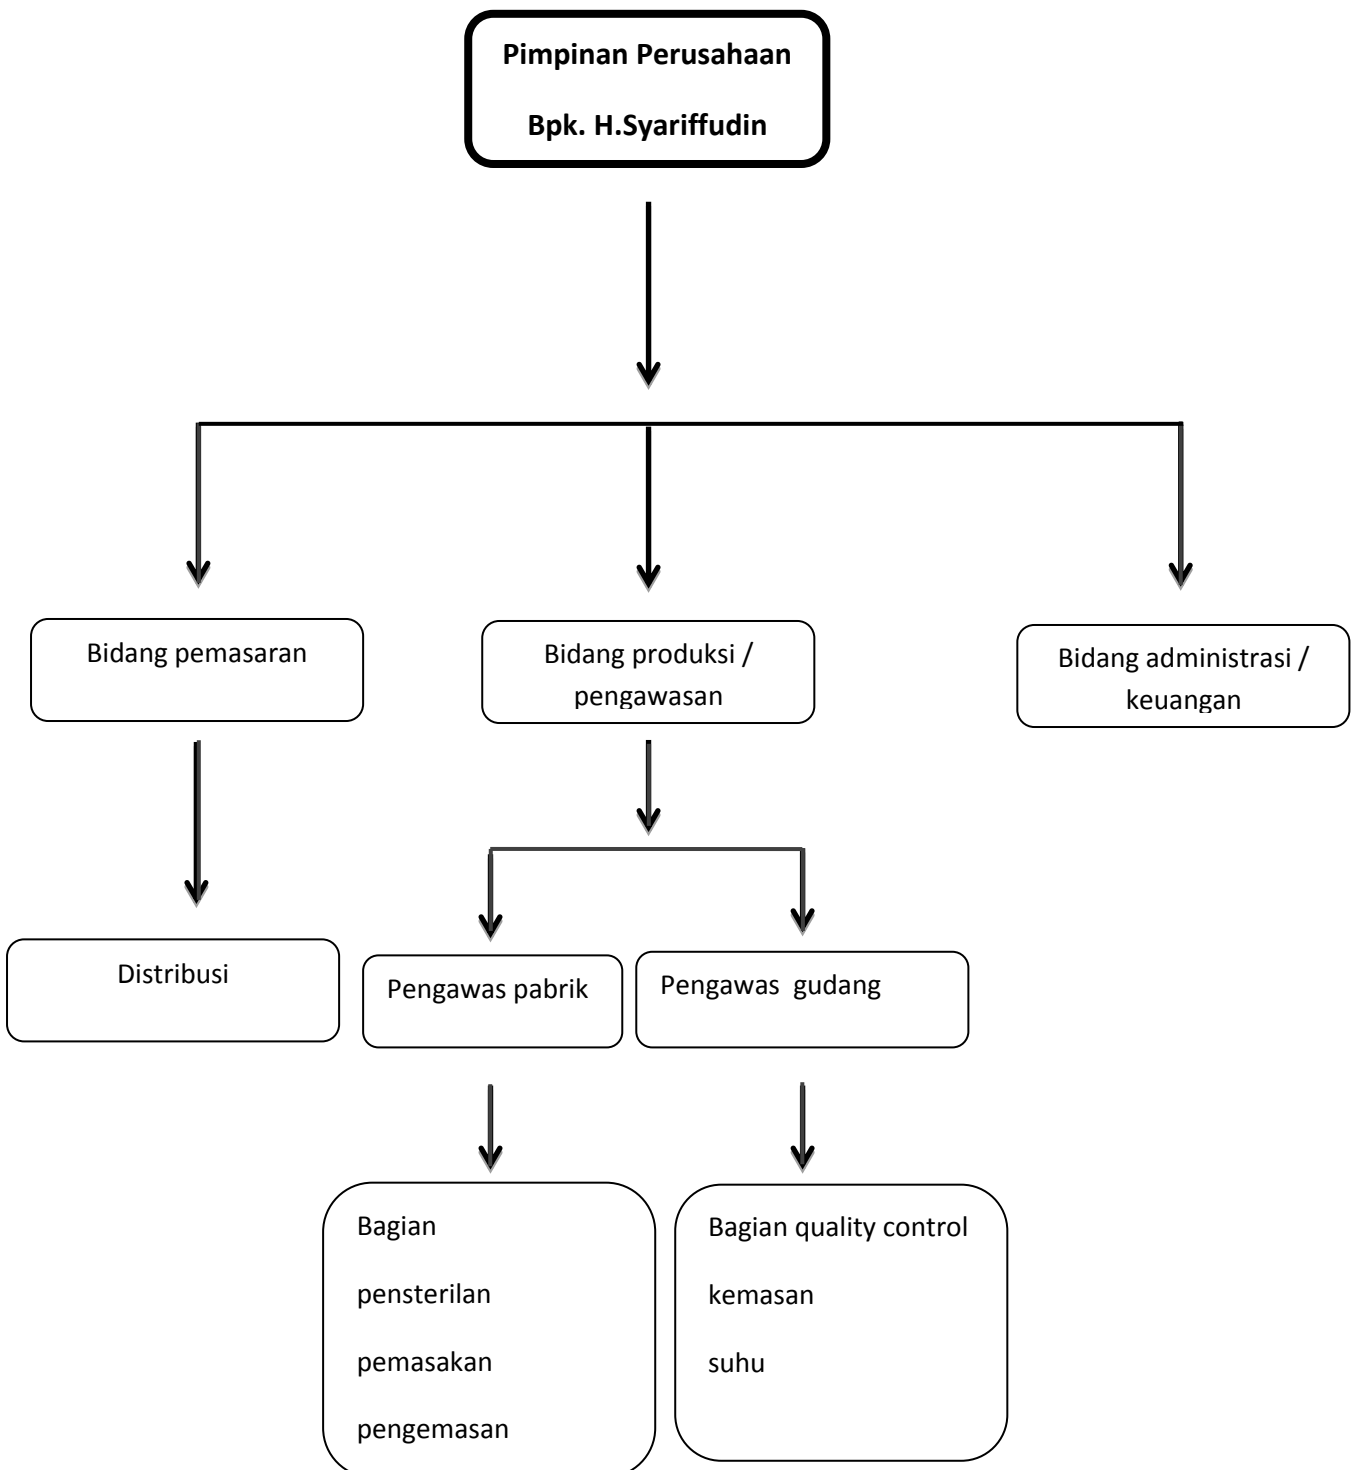 Pimpinan Perusahaan
Bpk. H.Syariffudin
Bidang pemasaran
Bidang produksi /
pengawasan
Bidang administrasi /
keuangan
Distribusi
Pengawas pabrik
Pengawas  gudang
Bagian
pensterilan
pemasakan
pengemasan
Bagian quality control
kemasan
suhu